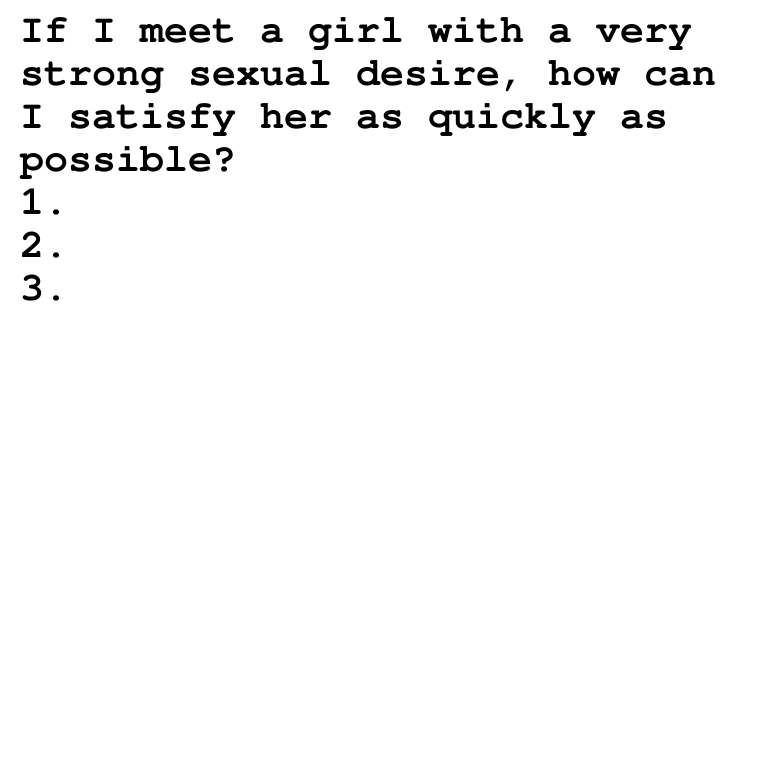 If I meet a girl with a very
strong sexual desire, how can
I satisfy her as quickly as
possible?
1.
2.
3.